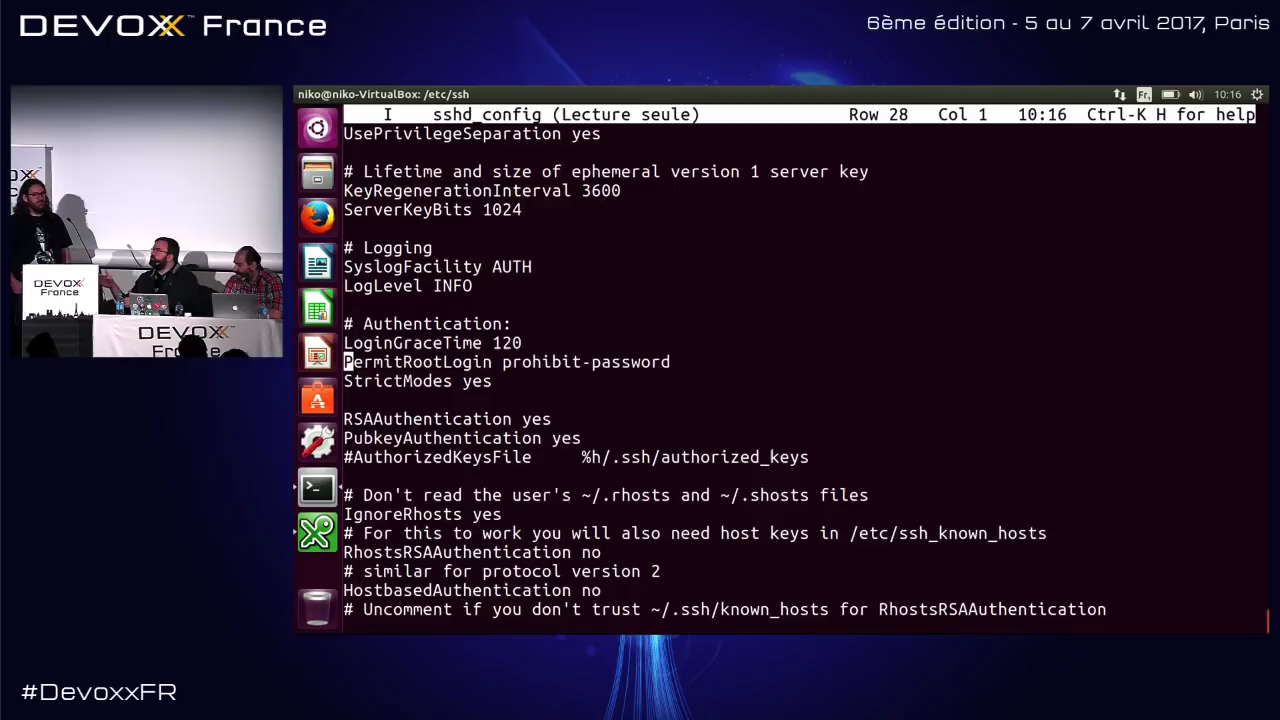 DEVOXX™ France
6ème édition - 5 au 7 avril 2017, Paris
niko@niko-VirtualBox: /etc/ssh
Fr
10:16
I sshd_config (Lecture seule) Row 28 Col 1 10:16 Ctrl-K H for help
UsePrivilegeSeparation yes
# Lifetime and size of ephemeral version 1 server key
KeyRegenerationInterval 3600
ServerKeyBits 1024
# Logging
SyslogFacility AUTH
LogLevel INFO
# Authentication:
LoginGraceTime 120
PermitRootLogin prohibit-password
StrictModes yes
RSAAuthentication yes
PubkeyAuthentication yes
#AuthorizedKeysFile %h/.ssh/authorized_keys
# Don't read the user's ~/.rhosts and ~/.shosts files
IgnoreRhosts yes
# For this to work you will also need host keys in /etc/ssh_known_hosts
RhostsRSAAuthentication no
# similar for protocol version 2
HostbasedAuthentication no
# Uncomment if you don't trust ~/.ssh/known_hosts for RhostsRSAAuthentication
DEVOXX
France
DEVOXX
France
#DevoxxFR